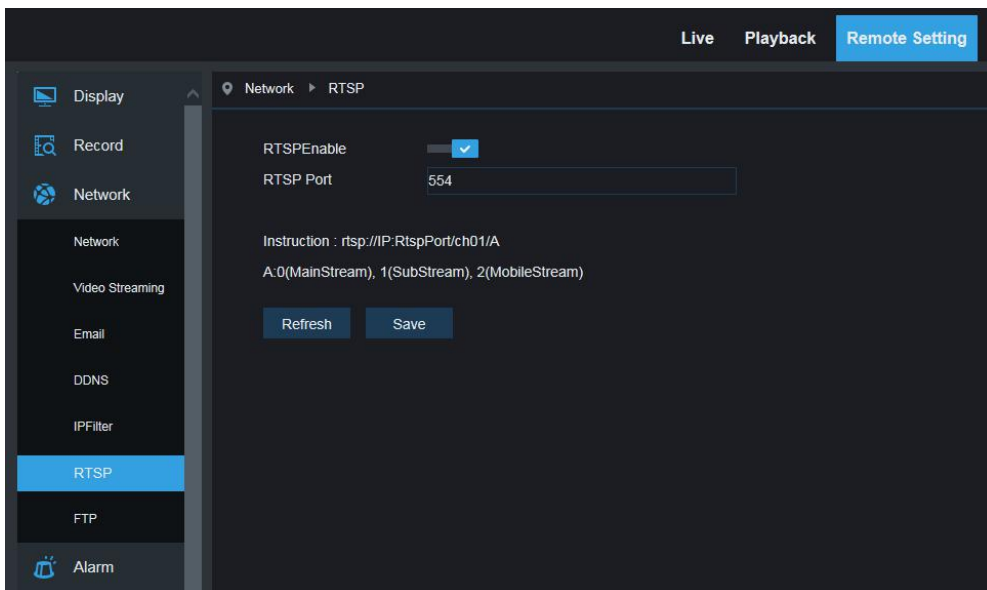 Live Playback Remote Setting
Display
Record
Network
Network
Video Streaming
Email
DDNS
IPFilter
RTSP
FTP
Alarm
Network RTSP
RTSPEnable
RTSP Port 554
Instruction : rtsp://IP:RtspPort/ch01/A
A:0(MainStream), 1(SubStream), 2(MobileStream)
Refresh Save